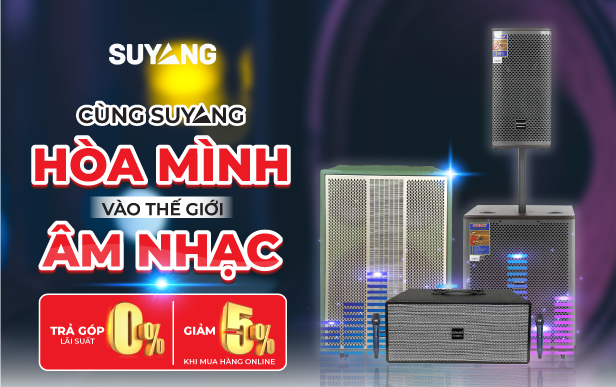 SUYANG
CÙNG SUYANG
HÒA MÌNH
VÀO THẾ GIỚI
ÂM NHẠC
TRẢ GÓP
LÃI SUẤT
0%
GIẢM
5%
KHI MUA HÀNG ONLINE